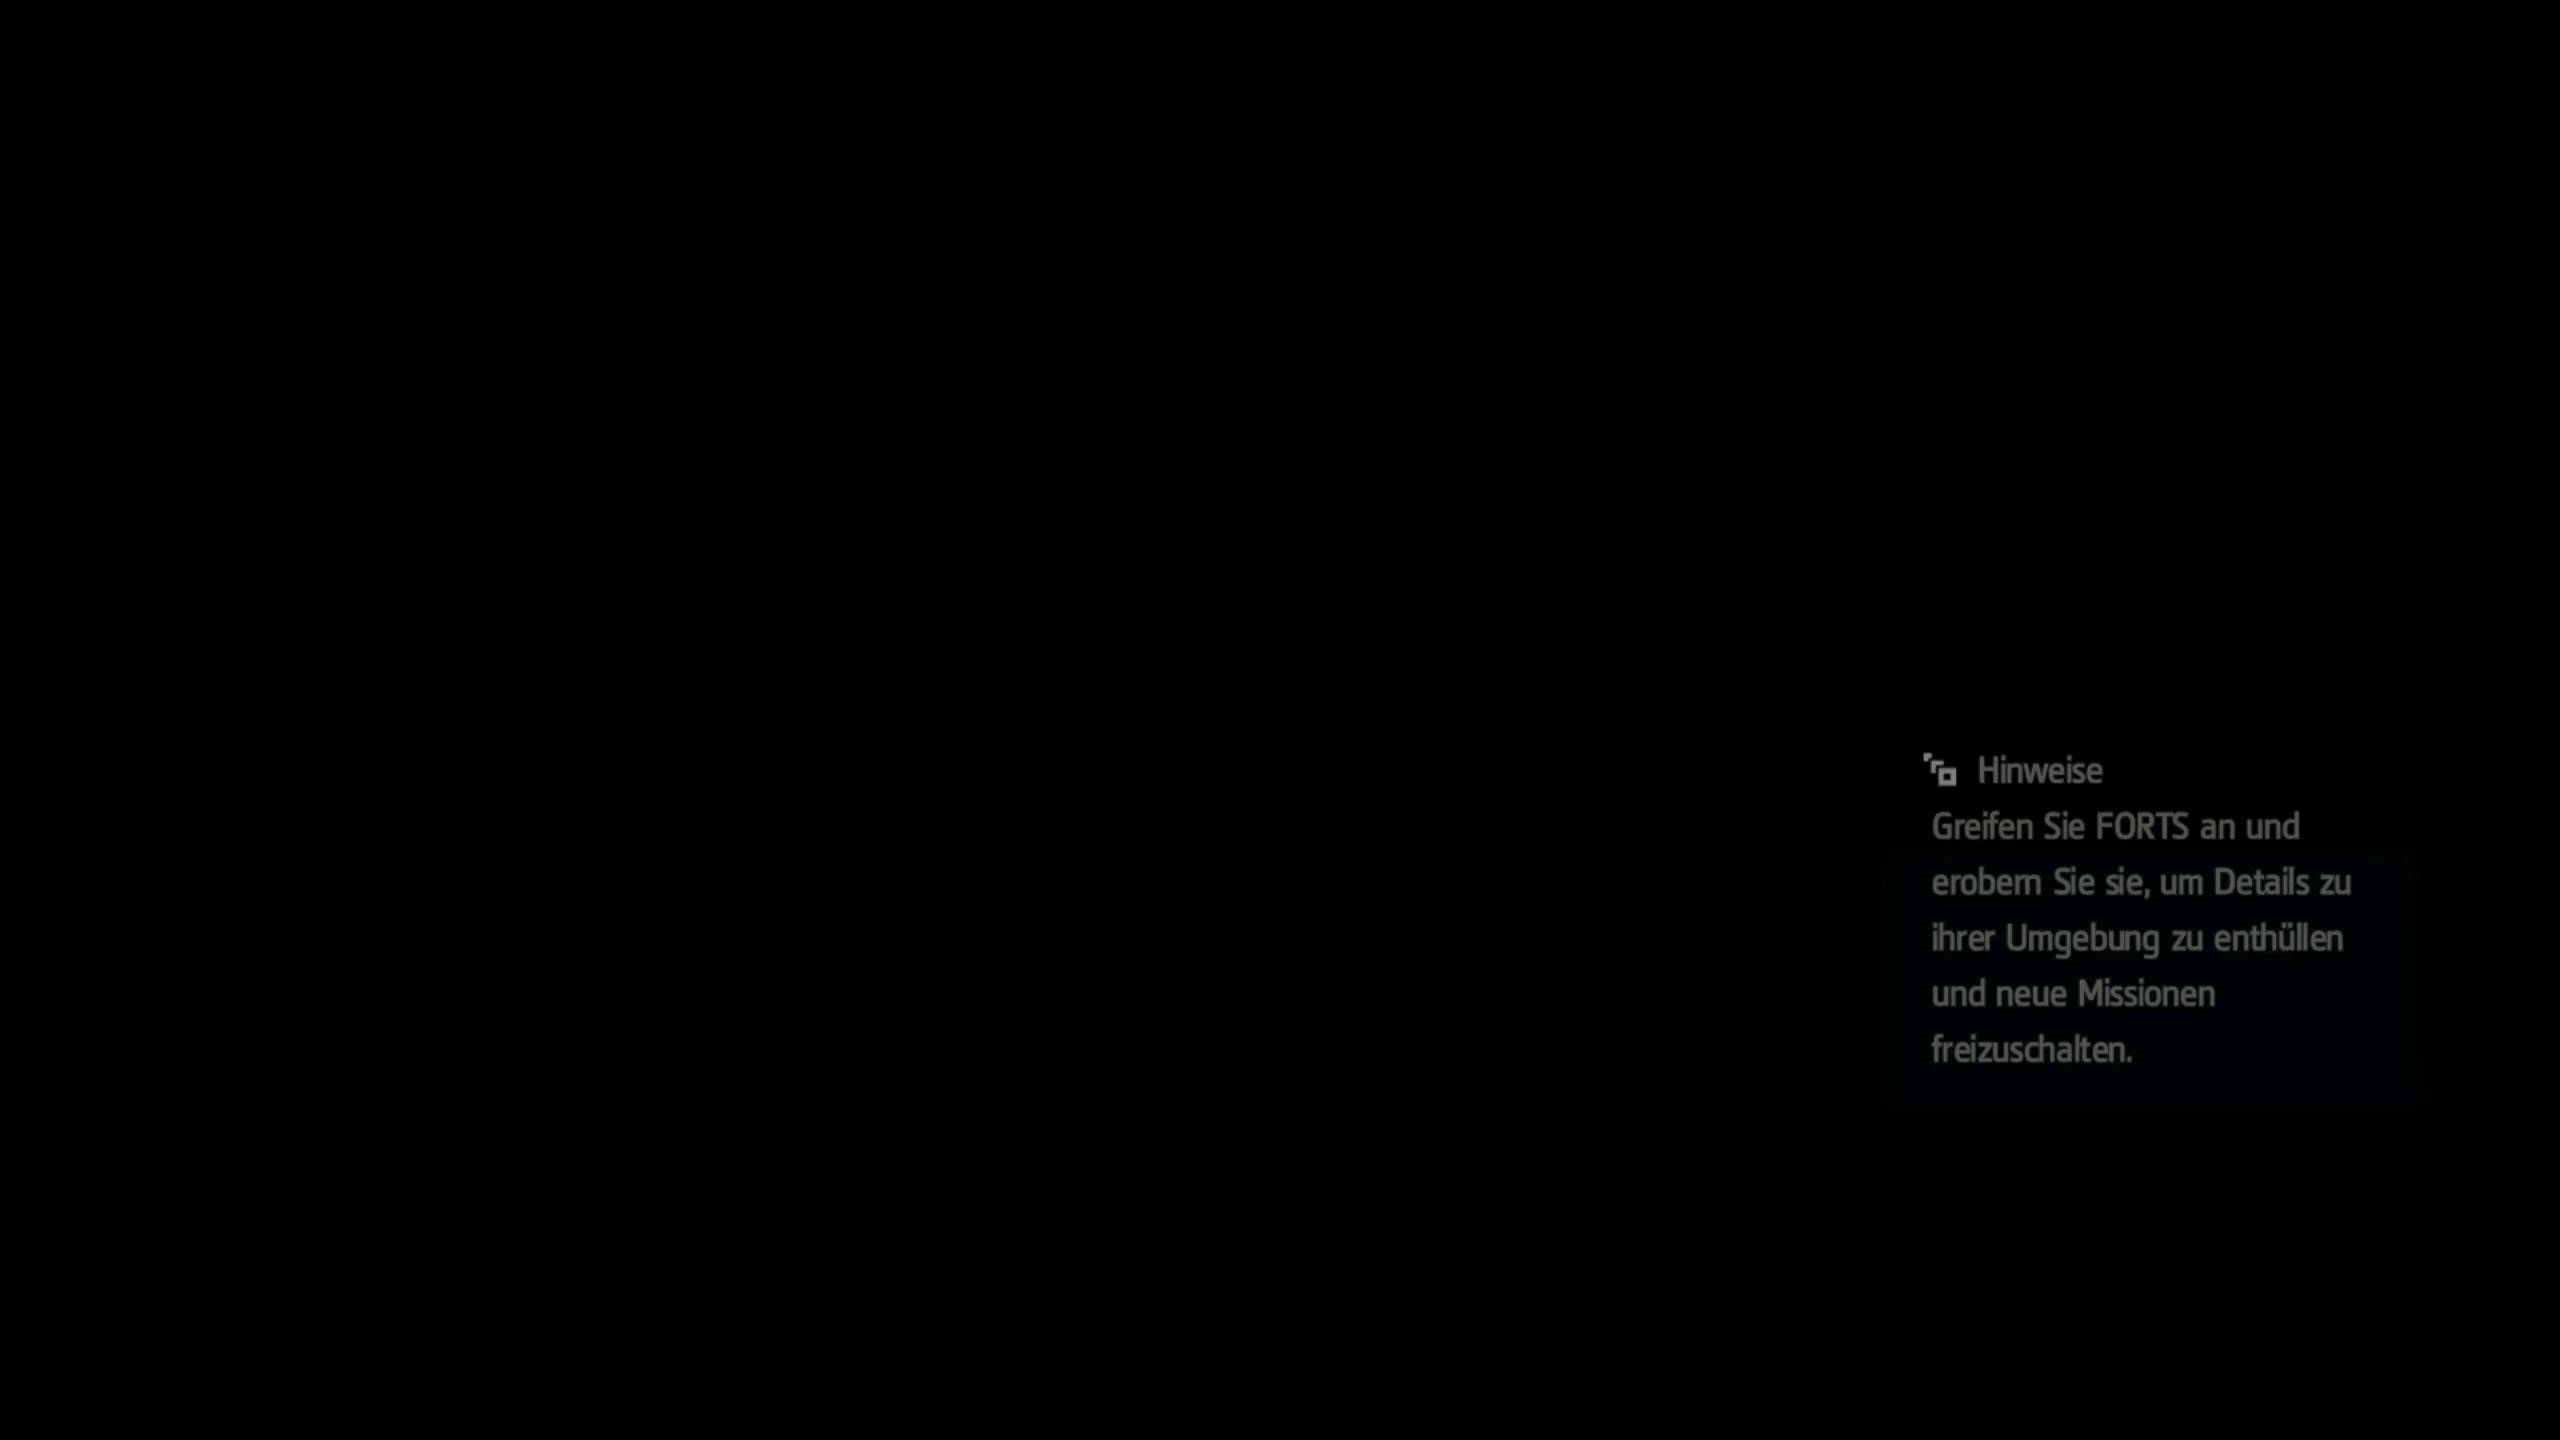 Hinweise
Greifen Sie FORTS an und
erobern Sie sie, um Details zu
ihrer Umgebung zu enthüllen
und neue Missionen
freizuschalten.